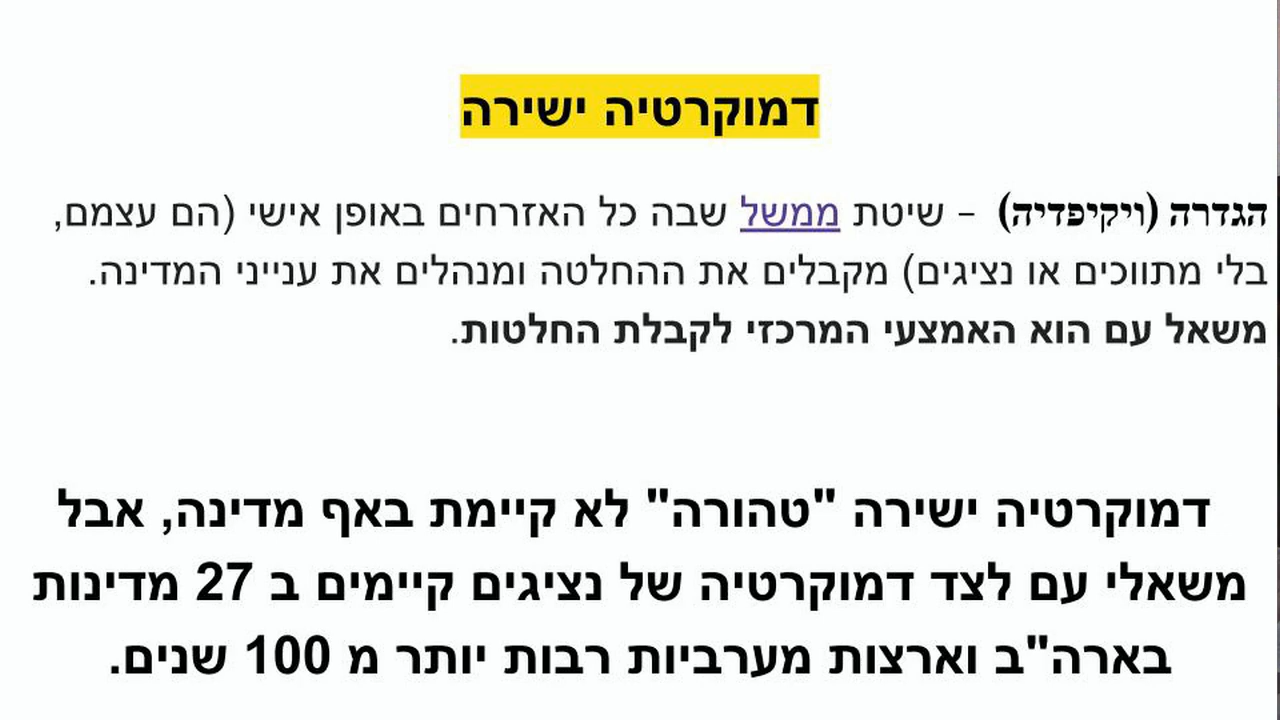 דמוקרטיה ישירה
הגדרה (ויקיפדיה) – שיטת ממשל שבה כל האזרחים באופן אישי (הם עצמם,
בלי מתווכים או נציגים) מקבלים את ההחלטה ומנהלים את ענייני המדינה.
משאל עם הוא האמצעי המרכזי לקבלת החלטות.
דמוקרטיה ישירה "טהורה" לא קיימת באף מדינה, אבל
משאלי עם לצד דמוקרטיה של נציגים קיימים ב 27 מדינות
בארה"ב וארצות מערביות רבות יותר מ 100 שנים.